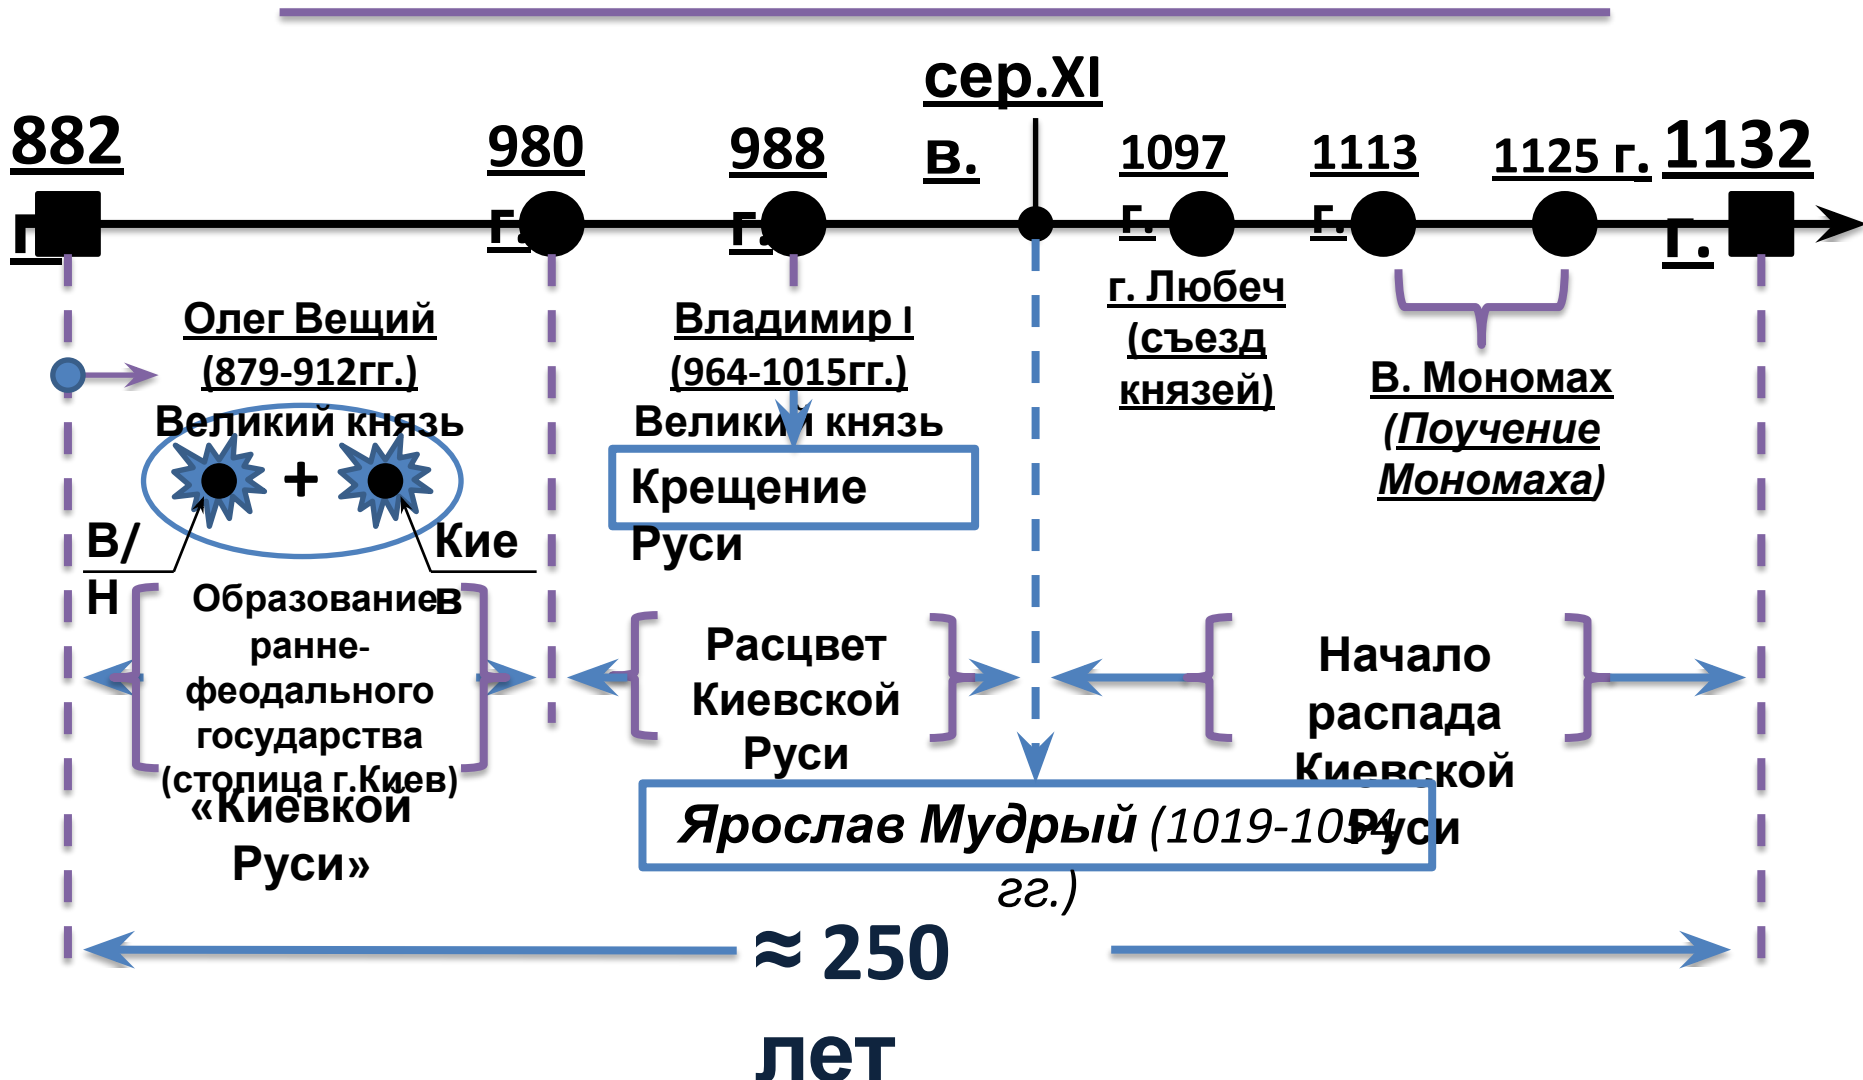 882
г.
980
г.
988
г.
сер.XI
в.
1097
г.
1113
г.
1125 г.
1132
г.
Олег Вещий
(879-912гг.)
Великий князь
+
В/
Н
Кие
в
Образование
ранне-
феодального
государства
(столица г.Киев)
«Киевкой
Руси»
Владимир I
(964-1015гг.)
Великий князь
Крещение
Руси
Расцвет
Киевской
Руси
г. Любеч
(съезд
князей)
В. Мономах
(Поучение
Мономаха)
Начало
распада
Киевской
Руси
Ярослав Мудрый (1019-1054
гг.)
≈ 250
лет